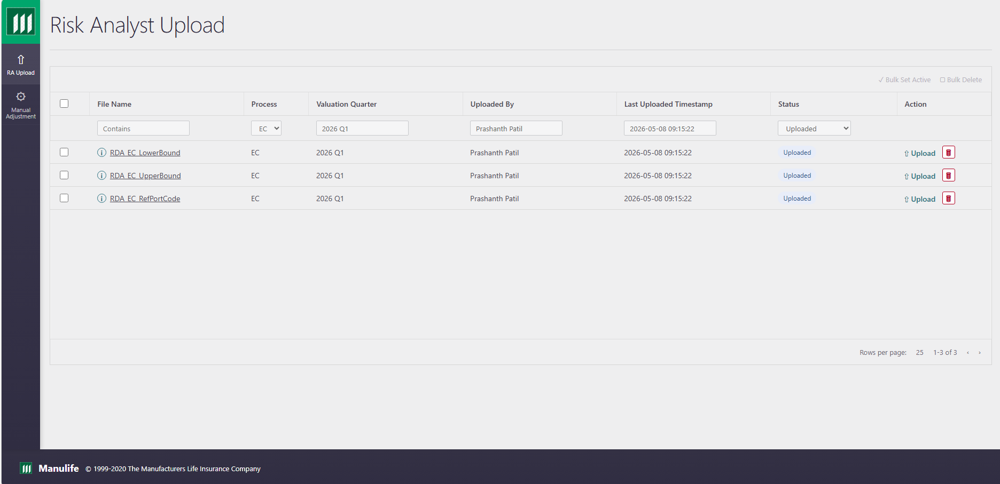 Risk Analyst Upload
RA Upload
Manual
Adjustment
✓ Bulk Set Active  Bulk Delete
File Name Process Valuation Quarter Uploaded By Last Uploaded Timestamp Status Action
Contains EC 2026 Q1 Prashanth Patil 2026-05-08 09:15:22 Uploaded
RDA_EC_LowerBound EC 2026 Q1 Prashanth Patil 2026-05-08 09:15:22 Uploaded Upload
RDA_EC_UpperBound EC 2026 Q1 Prashanth Patil 2026-05-08 09:15:22 Uploaded Upload
RDA_EC_RefPortCode EC 2026 Q1 Prashanth Patil 2026-05-08 09:15:22 Uploaded Upload
Rows per page: 25 1-3 of 3 ‹ ›
Manulife © 1999-2020 The Manufacturers Life Insurance Company